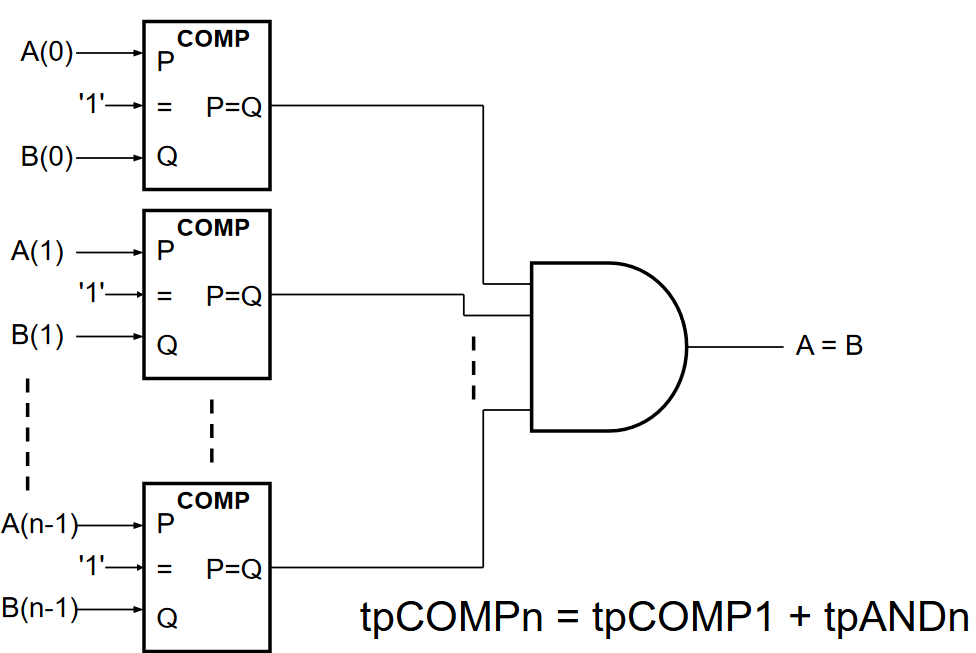 COMP
A(0)
P
'1'
=
P=Q
B(0)
Q
COMP
A(1)
P
'1'
=
P=Q
B(1)
Q
A = B
COMP
A(n-1)
P
'1'
=
P=Q
B(n-1)
Q
tpCOMPn = tpCOMP1 + tpANDn